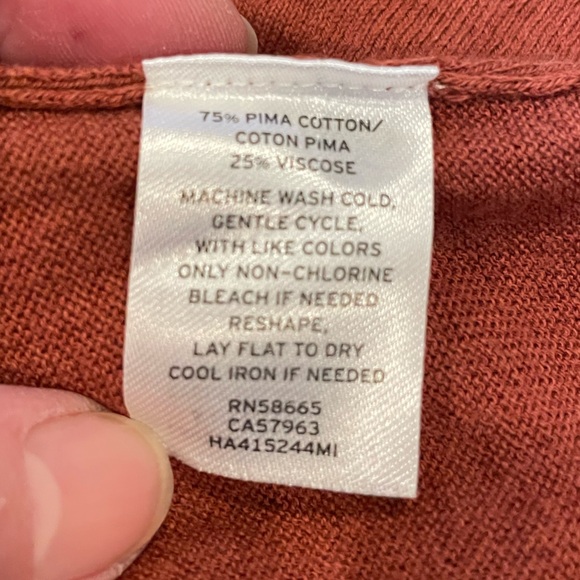 75% PIMA COTTON/
COTON PIMA
25% VISCOSE
MACHINE WASH COLD,
GENTLE CYCLE,
WITH LIKE COLORS
ONLY NON-CHLORINE
BLEACH IF NEEDED
RESHAPE,
LAY FLAT TO DRY
COOL IRON IF NEEDED
RN58665
CA57963
HA415244MI